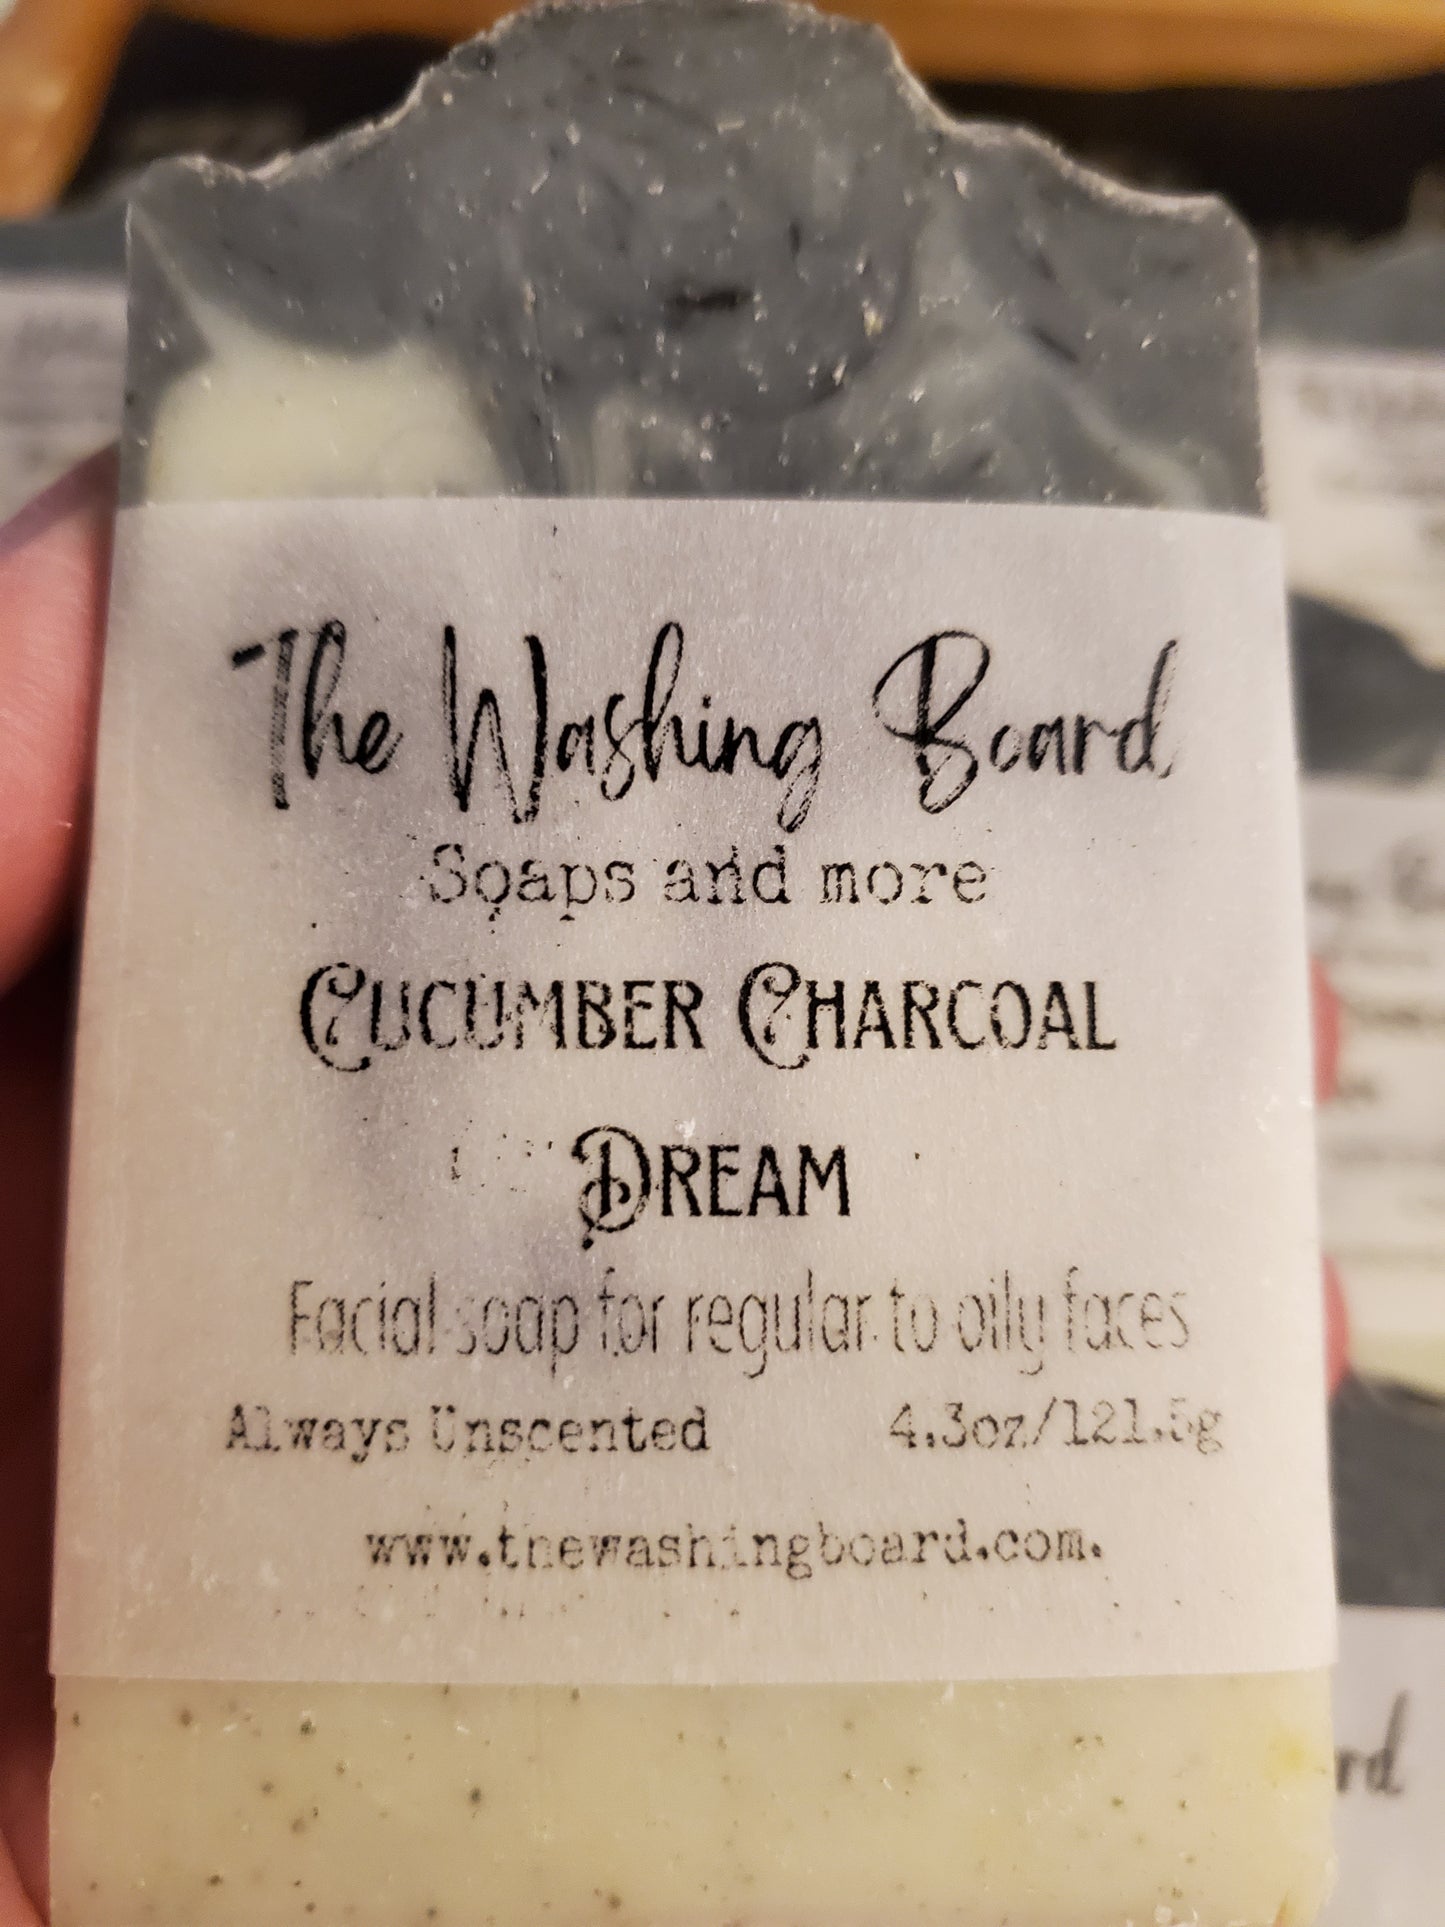 The Washing Board
Soaps and more
Cucumber Charcoal
Dream
Facial soap for regular to oily faces
Always Unscented 4.3oz/121.5g
www.thewashingboard.com.
rd